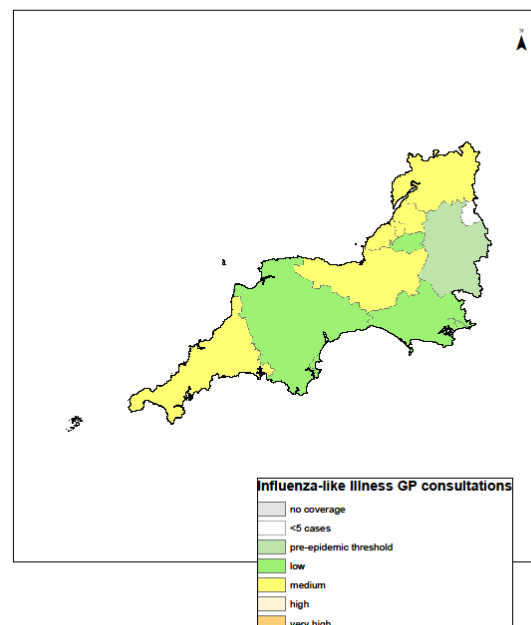 N
Influenza-like Illness GP consultations
no coverage
<5 cases
pre-epidemic threshold
low
medium
high
very high